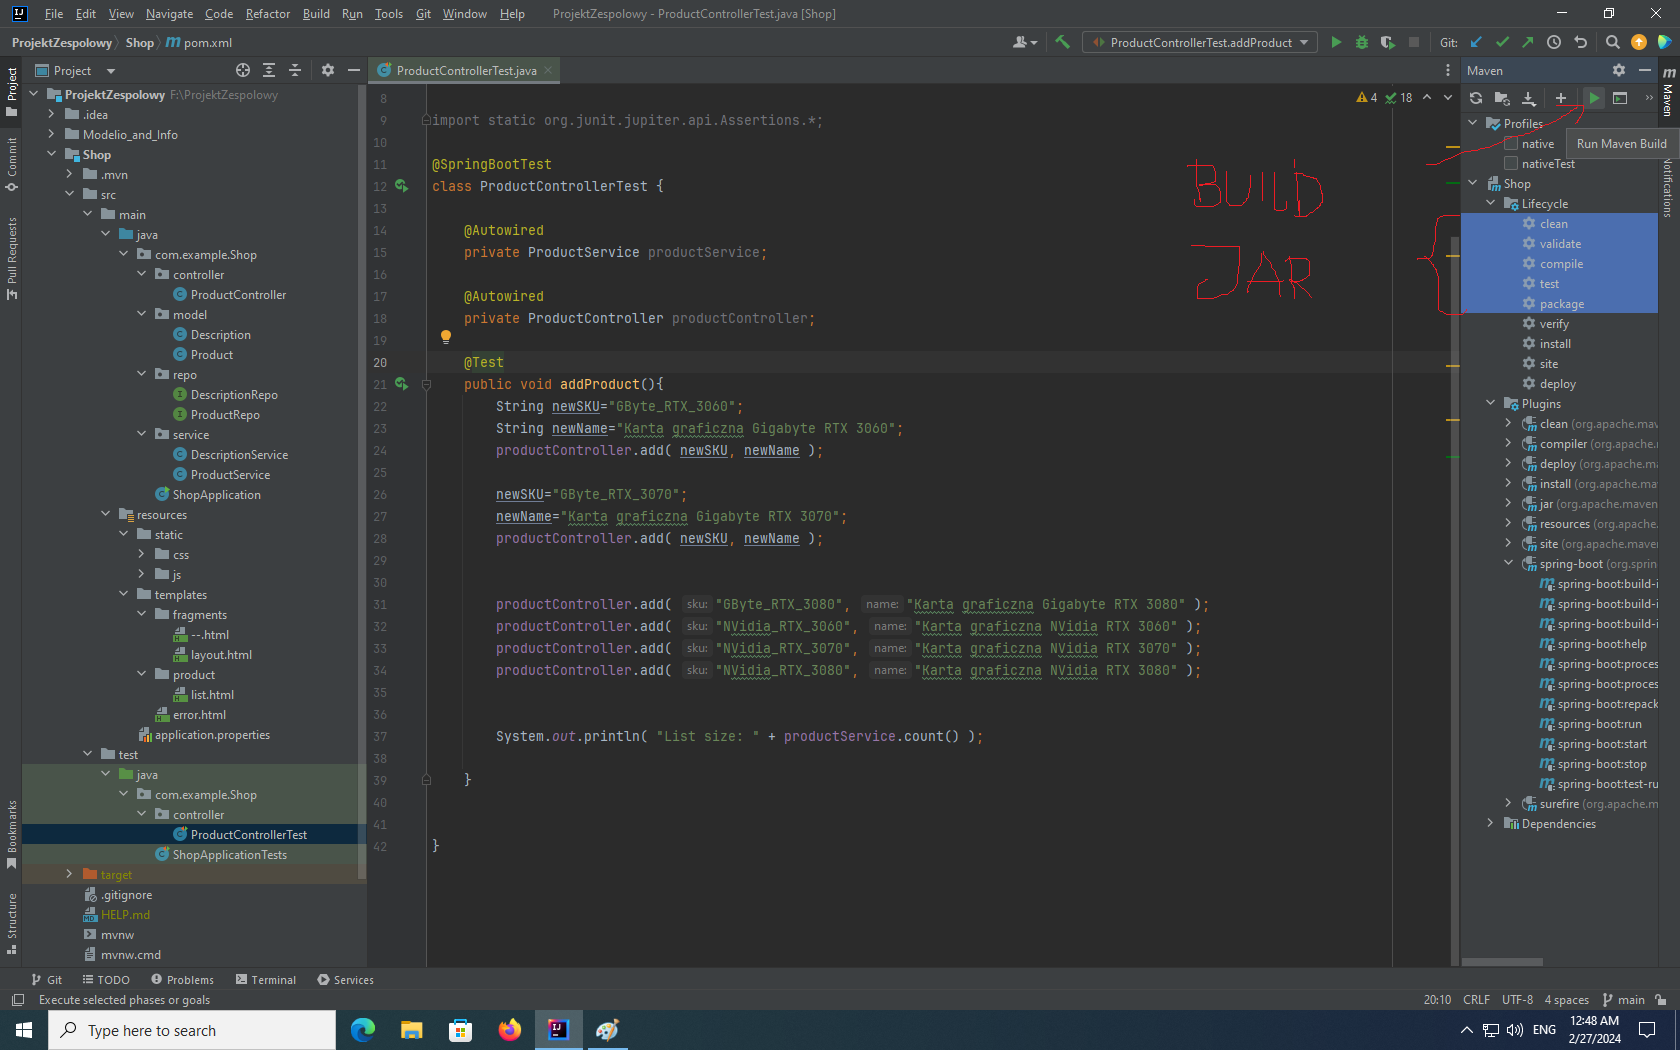 File Edit View Navigate Code Refactor Build Run Tools Git Window Help ProjektZespolowy - ProductControllerTest.java [Shop]
ProjektZespolowy Shop pom.xml ProductControllerTest.addProduct Git:
Project
ProjektZespolowy F:\ProjektZespolowy
.idea
Modelio_and_Info
Shop
.mvn
src
main
java
com.example.Shop
controller
ProductController
model
Description
Product
repo
DescriptionRepo
ProductRepo
service
DescriptionService
ProductService
ShopApplication
resources
static
css
js
templates
fragments
--.html
layout.html
product
list.html
error.html
application.properties
test
java
com.example.Shop
controller
ProductControllerTest
ShopApplicationTests
target
.gitignore
HELP.md
mvnw
mvnw.cmd
Project
Commit
Pull Requests
Bookmarks
Structure
ProductControllerTest.java
4 18
8
9 import static org.junit.jupiter.api.Assertions.*;
10
11 @SpringBootTest
12 class ProductControllerTest {
13
14 @Autowired
15 private ProductService productService;
16
17 @Autowired
18 private ProductController productController;
19
20 @Test
21 public void addProduct(){
22 String newSKU="GByte_RTX_3060";
23 String newName="Karta graficzna Gigabyte RTX 3060";
24 productController.add( newSKU, newName );
25
26 newSKU="GByte_RTX_3070";
27 newName="Karta graficzna Gigabyte RTX 3070";
28 productController.add( newSKU, newName );
29
30
31 productController.add( sku: "GByte_RTX_3080", name: "Karta graficzna Gigabyte RTX 3080" );
32 productController.add( sku: "NVidia_RTX_3060", name: "Karta graficzna NVidia RTX 3060" );
33 productController.add( sku: "NVidia_RTX_3070", name: "Karta graficzna NVidia RTX 3070" );
34 productController.add( sku: "NVidia_RTX_3080", name: "Karta graficzna NVidia RTX 3080" );
35
36
37 System.out.println( "List size: " + productService.count() );
38
39 }
40
41
42 }
BUILD
JAR
Maven
Profiles
native
nativeTest
Run Maven Build
Shop
Lifecycle
clean
validate
compile
test
package
verify
install
site
deploy
Plugins
clean (org.apache.mav
compiler (org.apache.
deploy (org.apache.m
install (org.apache.ma
jar (org.apache.maven
resources (org.apache.
site (org.apache.mave
spring-boot (org.sprin
spring-boot:build-i
spring-boot:build-i
spring-boot:build-i
spring-boot:help
spring-boot:proces
spring-boot:proces
spring-boot:repack
spring-boot:run
spring-boot:start
spring-boot:stop
spring-boot:test-ru
surefire (org.apache.m
Dependencies
Maven
Notifications
Git TODO Problems Terminal Services
Execute selected phases or goals 20:10 CRLF UTF-8 4 spaces main
Type here to search ENG 12:48 AM
2/27/2024